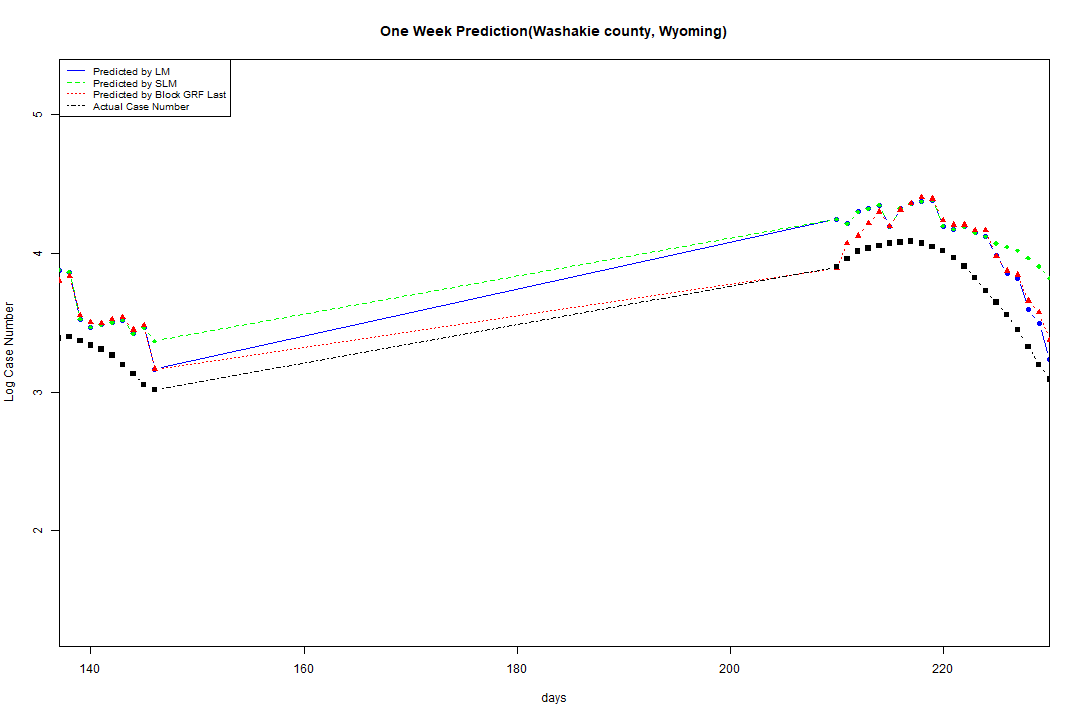 One Week Prediction(Washakie county, Wyoming)
Predicted by LM
Predicted by SLM
Predicted by Block GRF Last
Actual Case Number
5
4
3
2
Log Case Number
140 160 180 200 220
days